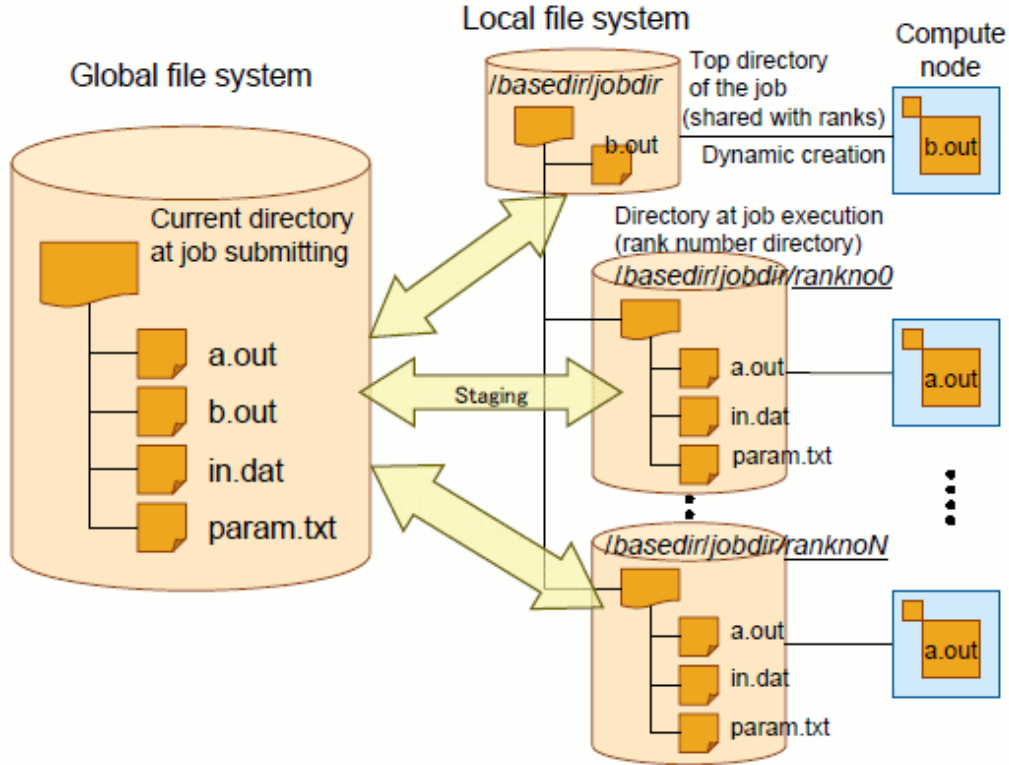 Local file system
Global file system
Compute
node
/basedir/jobdir
b.out
Top directory
of the job
(shared with ranks)
Dynamic creation
b.out
Current directory
at job submitting
a.out
b.out
in.dat
param.txt
Staging
Directory at job execution
(rank number directory)
/basedir/jobdir/rankno0
a.out
in.dat
param.txt
a.out
/basedir/jobdir/ranknoN
a.out
in.dat
param.txt
a.out